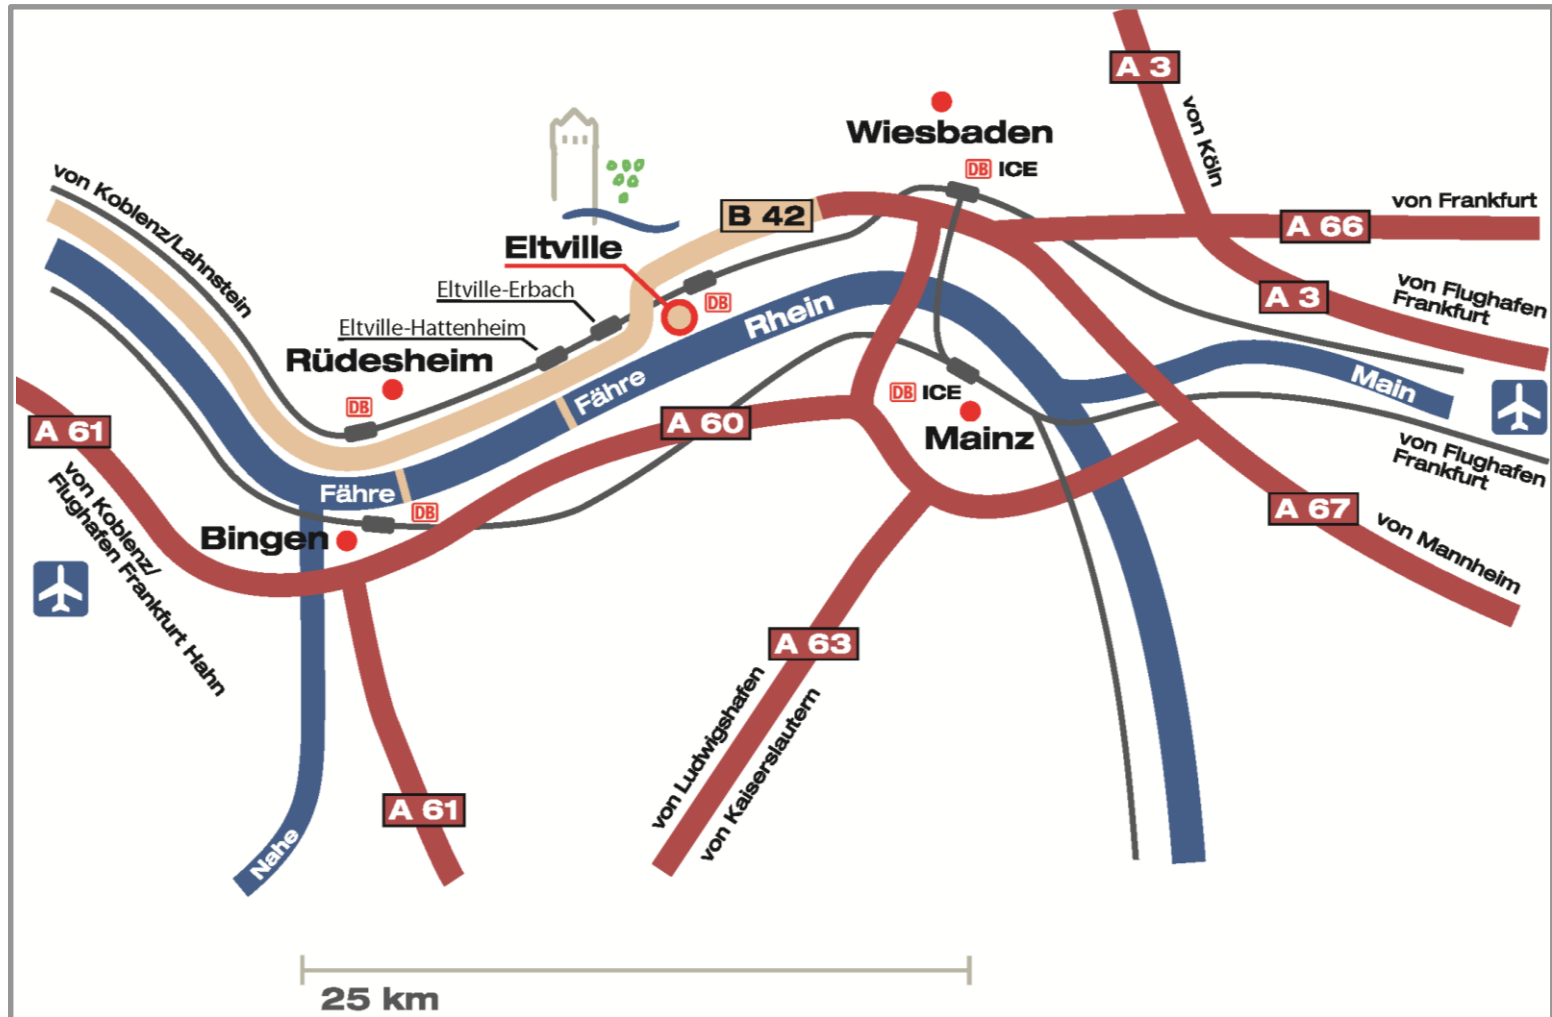 A 3
von Köln
Wiesbaden
DB ICE
von Koblenz/Lahnstein
von Frankfurt
B 42
A 66
Eltville
Eltville-Erbach
DB
A 3
von Flughafen
Frankfurt
Eltville-Hattenheim
Rhein
Rüdesheim
Fähre
DB
Main
DB ICE
A 61
A 60
Mainz
von Flughafen
Frankfurt
Fähre
DB
von Koblenz/
Flughafen Frankfurt Hahn
A 67
von Mannheim
Bingen
A 63
von Ludwigshafen
von Kaiserslautern
A 61
Nahe
25 km